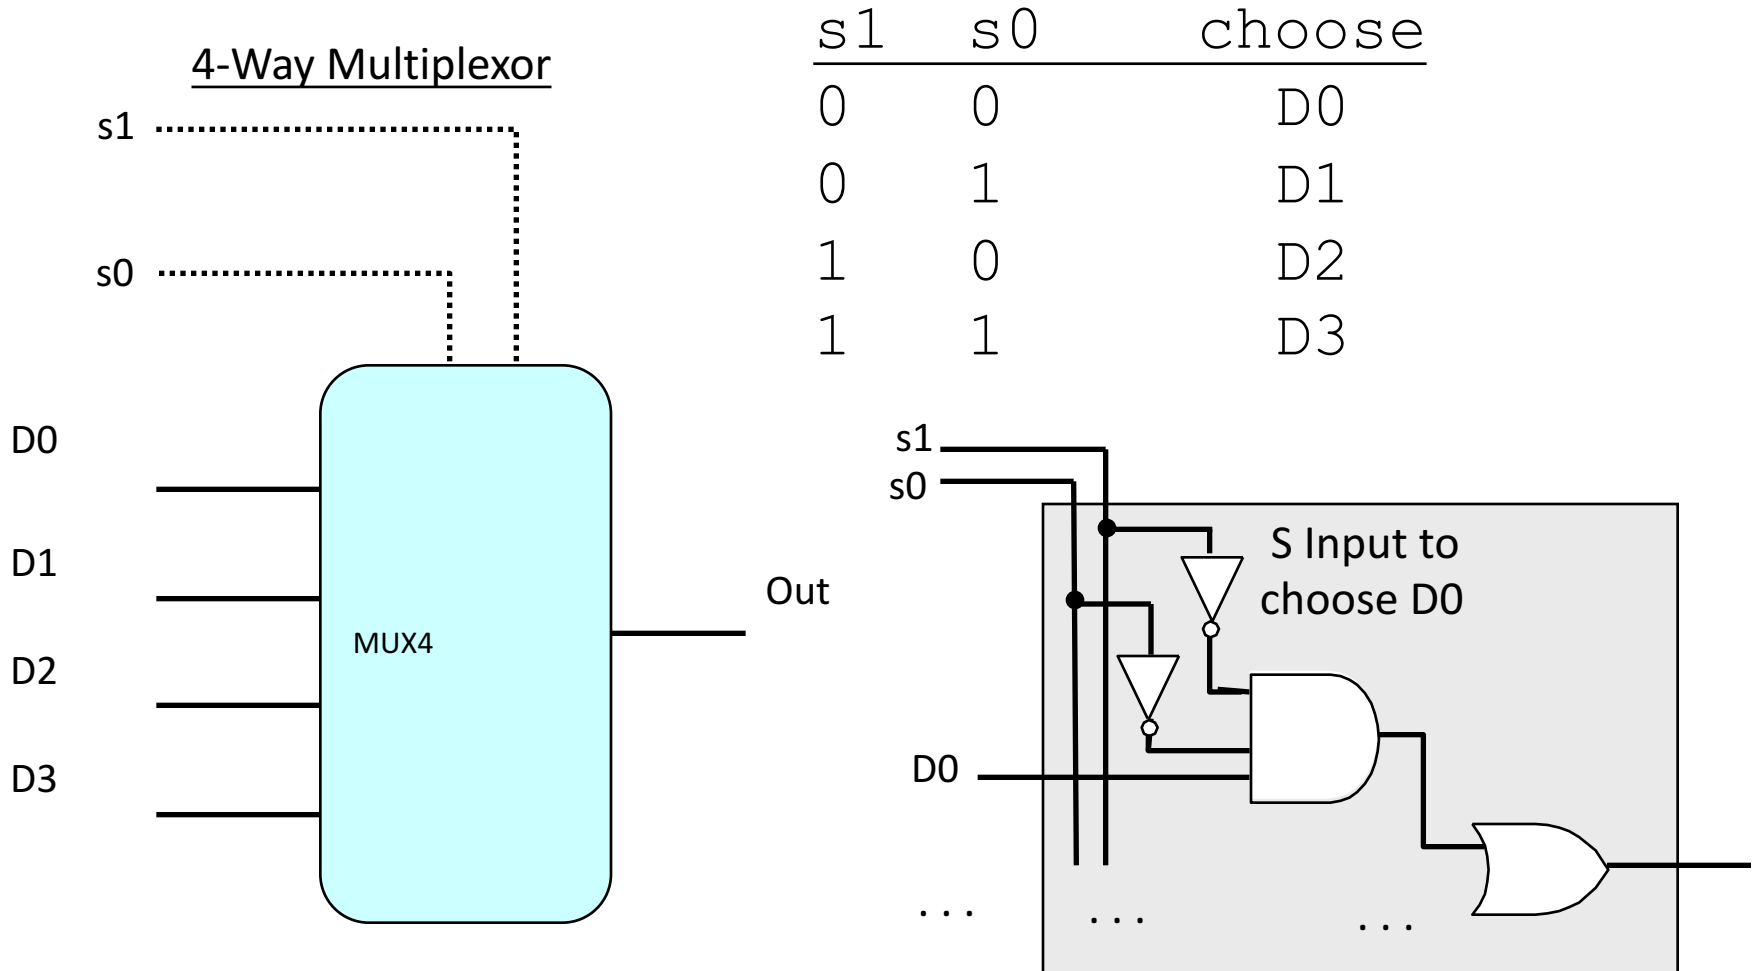 4-Way Multiplexor
s1
s0
D0
D1
D2
D3
MUX4
Out
s1 s0 choose
0 0 D0
0 1 D1
1 0 D2
1 1 D3
s1
s0
S Input to
choose D0
D0
... ... ...